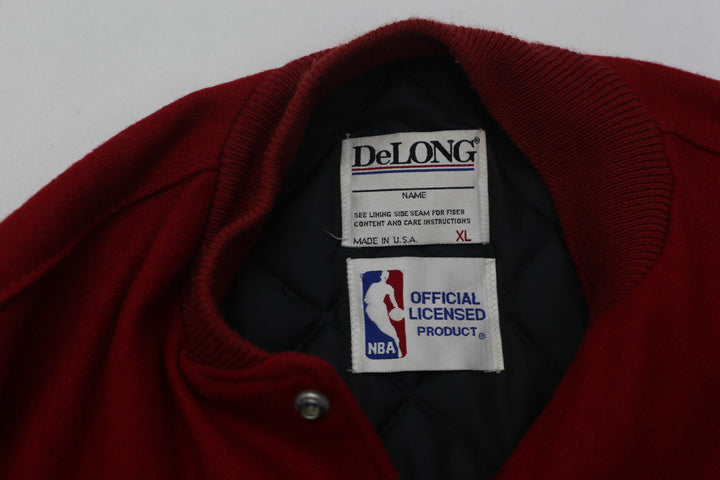 DeLONG®
NAME
SEE LINING SIDE SEAM FOR FIBER
CONTENT AND CARE INSTRUCTIONS
MADE IN U.S.A. XL
NBA
OFFICIAL
LICENSED
PRODUCT®